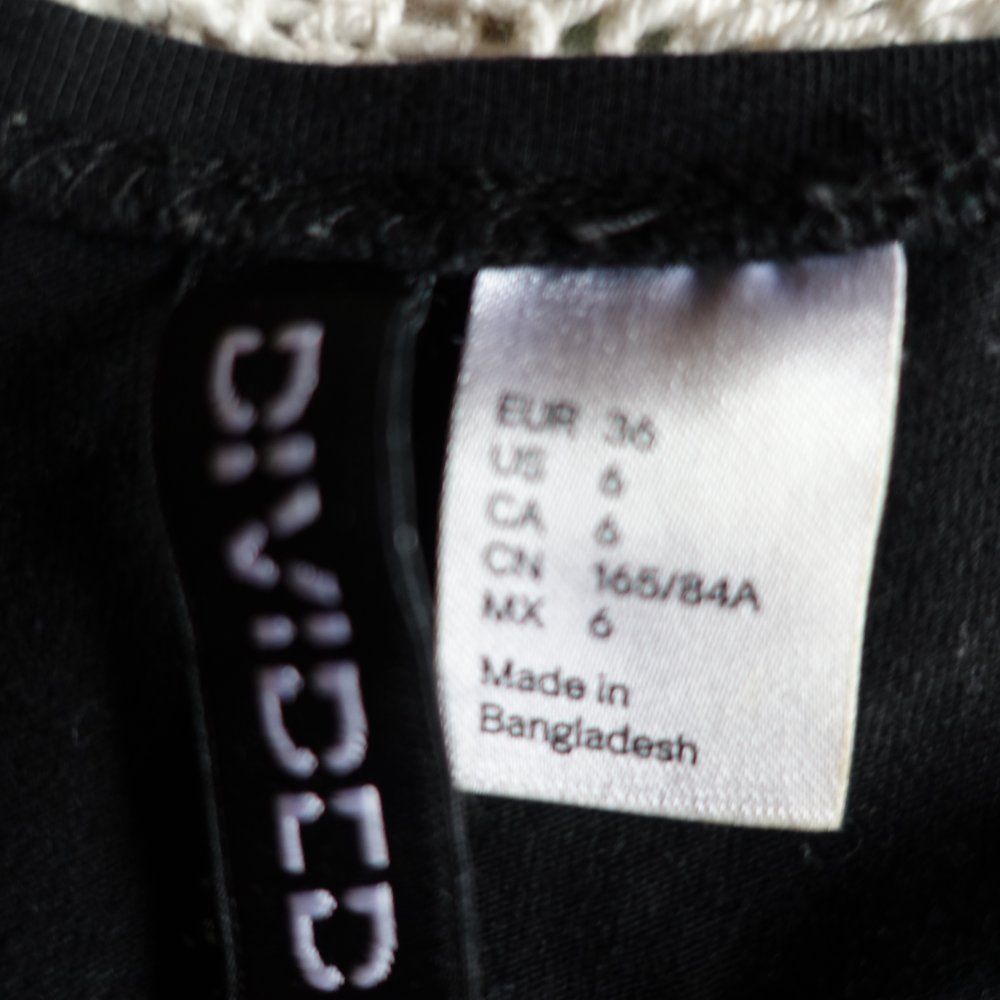 DIVIDED
EUR 36
US 6
CA 6
CN 165/84A
MX 6
Made in
Bangladesh